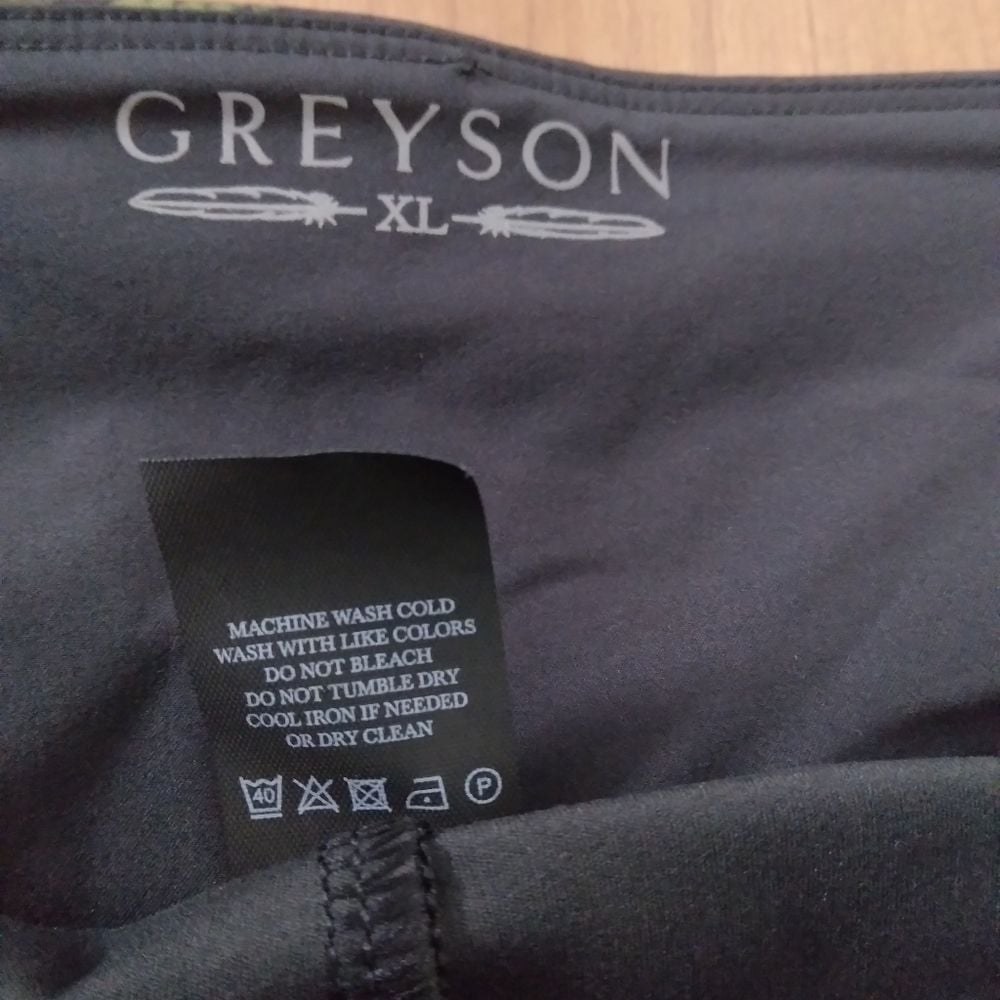 GREYSON
XL
MACHINE WASH COLD
WASH WITH LIKE COLORS
DO NOT BLEACH
DO NOT TUMBLE DRY
COOL IRON IF NEEDED
OR DRY CLEAN
40 P